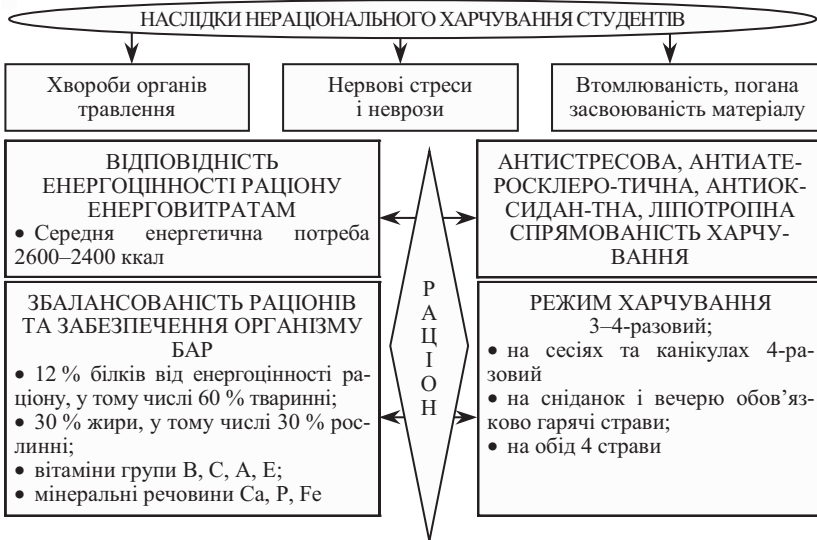 НАСЛІДКИ НЕРАЦІОНАЛЬНОГО ХАРЧУВАННЯ СТУДЕНТІВ
Хвороби органів
травлення
Нервові стреси
і неврози
Втомлюваність, погана
засвоюваність матеріалу
ВІДПОВІДНІСТЬ
ЕНЕРГОЦІННОСТІ РАЦІОНУ
ЕНЕРГОВИТРАТАМ
• Середня енергетична потреба
2600–2400 ккал
АНТИСТРЕСОВА, АНТИАТЕ-
РОСКЛЕРО-ТИЧНА, АНТИОК-
СИДАН-ТНА, ЛІПОТРОПНА
СПРЯМОВАНІСТЬ ХАРЧУ-
ВАННЯ
РАЦІОН
ЗБАЛАНСОВАНІСТЬ РАЦІОНІВ
ТА ЗАБЕЗПЕЧЕННЯ ОРГАНІЗМУ
БАР
• 12 % білків від енергоцінності ра-
ціону, у тому числі 60 % тваринні;
• 30 % жири, у тому числі 30 % рос-
линні;
• вітаміни групи В, С, А, Е;
• мінеральні речовини Ca, P, Fe
РЕЖИМ ХАРЧУВАННЯ
3–4-разовий;
• на сесіях та канікулах 4-ра-
зовий
• на сніданок і вечерю обов’яз-
ково гарячі страви;
• на обід 4 страви